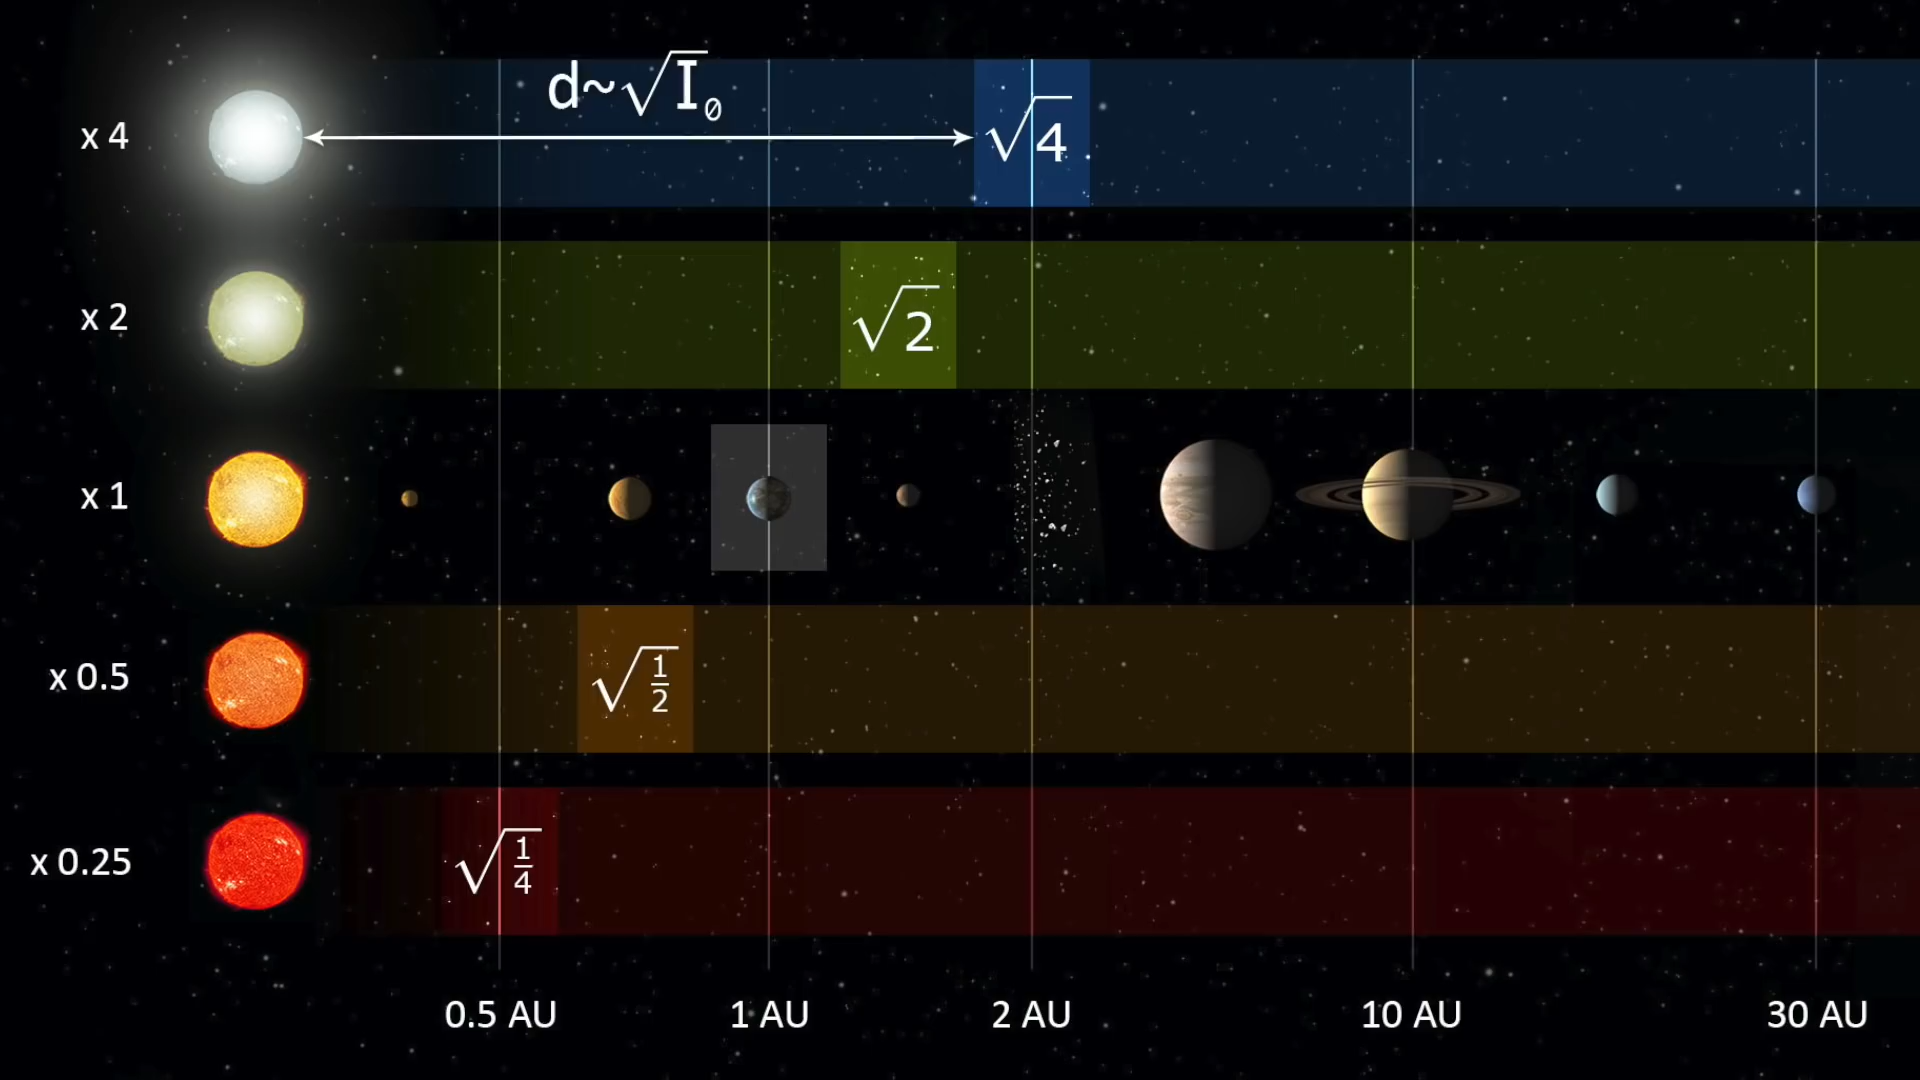 d~√I₀
x 4
√4
x 2
√2
x 1
x 0.5
√1/2
x 0.25
√1/4
0.5 AU 1 AU 2 AU 10 AU 30 AU